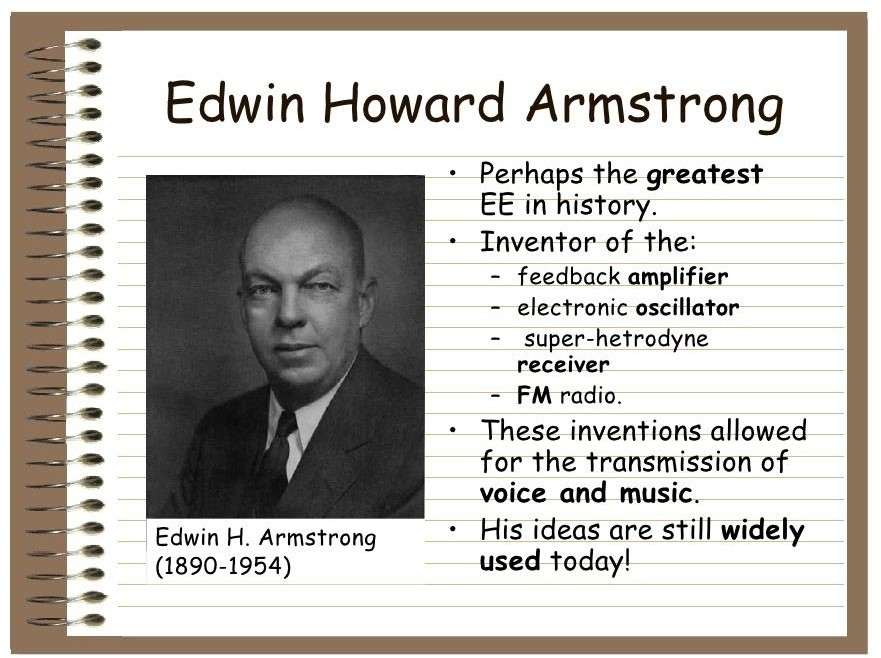 Edwin Howard Armstrong
• Perhaps the greatest
EE in history.
• Inventor of the:
– feedback amplifier
– electronic oscillator
– super-hetrodyne
receiver
– FM radio.
• These inventions allowed
for the transmission of
voice and music.
• His ideas are still widely
used today!
Edwin H. Armstrong
(1890-1954)